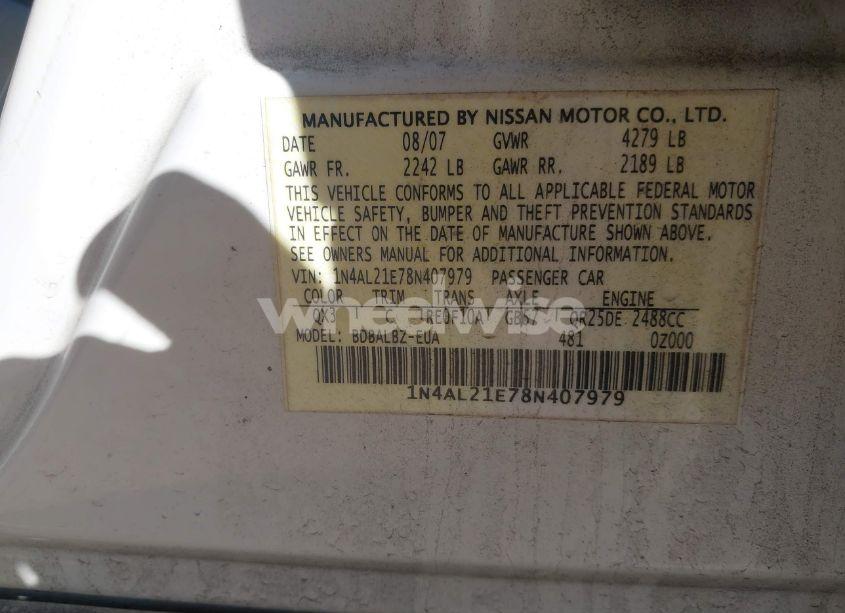 MANUFACTURED BY NISSAN MOTOR CO., LTD.
DATE 08/07 GVWR 4279 LB
GAWR FR. 2242 LB GAWR RR. 2189 LB
THIS VEHICLE CONFORMS TO ALL APPLICABLE FEDERAL MOTOR
VEHICLE SAFETY, BUMPER AND THEFT PREVENTION STANDARDS
IN EFFECT ON THE DATE OF MANUFACTURE SHOWN ABOVE.
SEE OWNERS MANUAL FOR ADDITIONAL INFORMATION.
VIN: 1N4AL21E78N407979 PASSENGER CAR
COLOR TRIM TRANS AXLE ENGINE
wheelwise
QX3 C RE0F10A QR25DE 2488CC
MODEL: BDBALBZ-EUA 481 0Z000
1N4AL21E78N407979